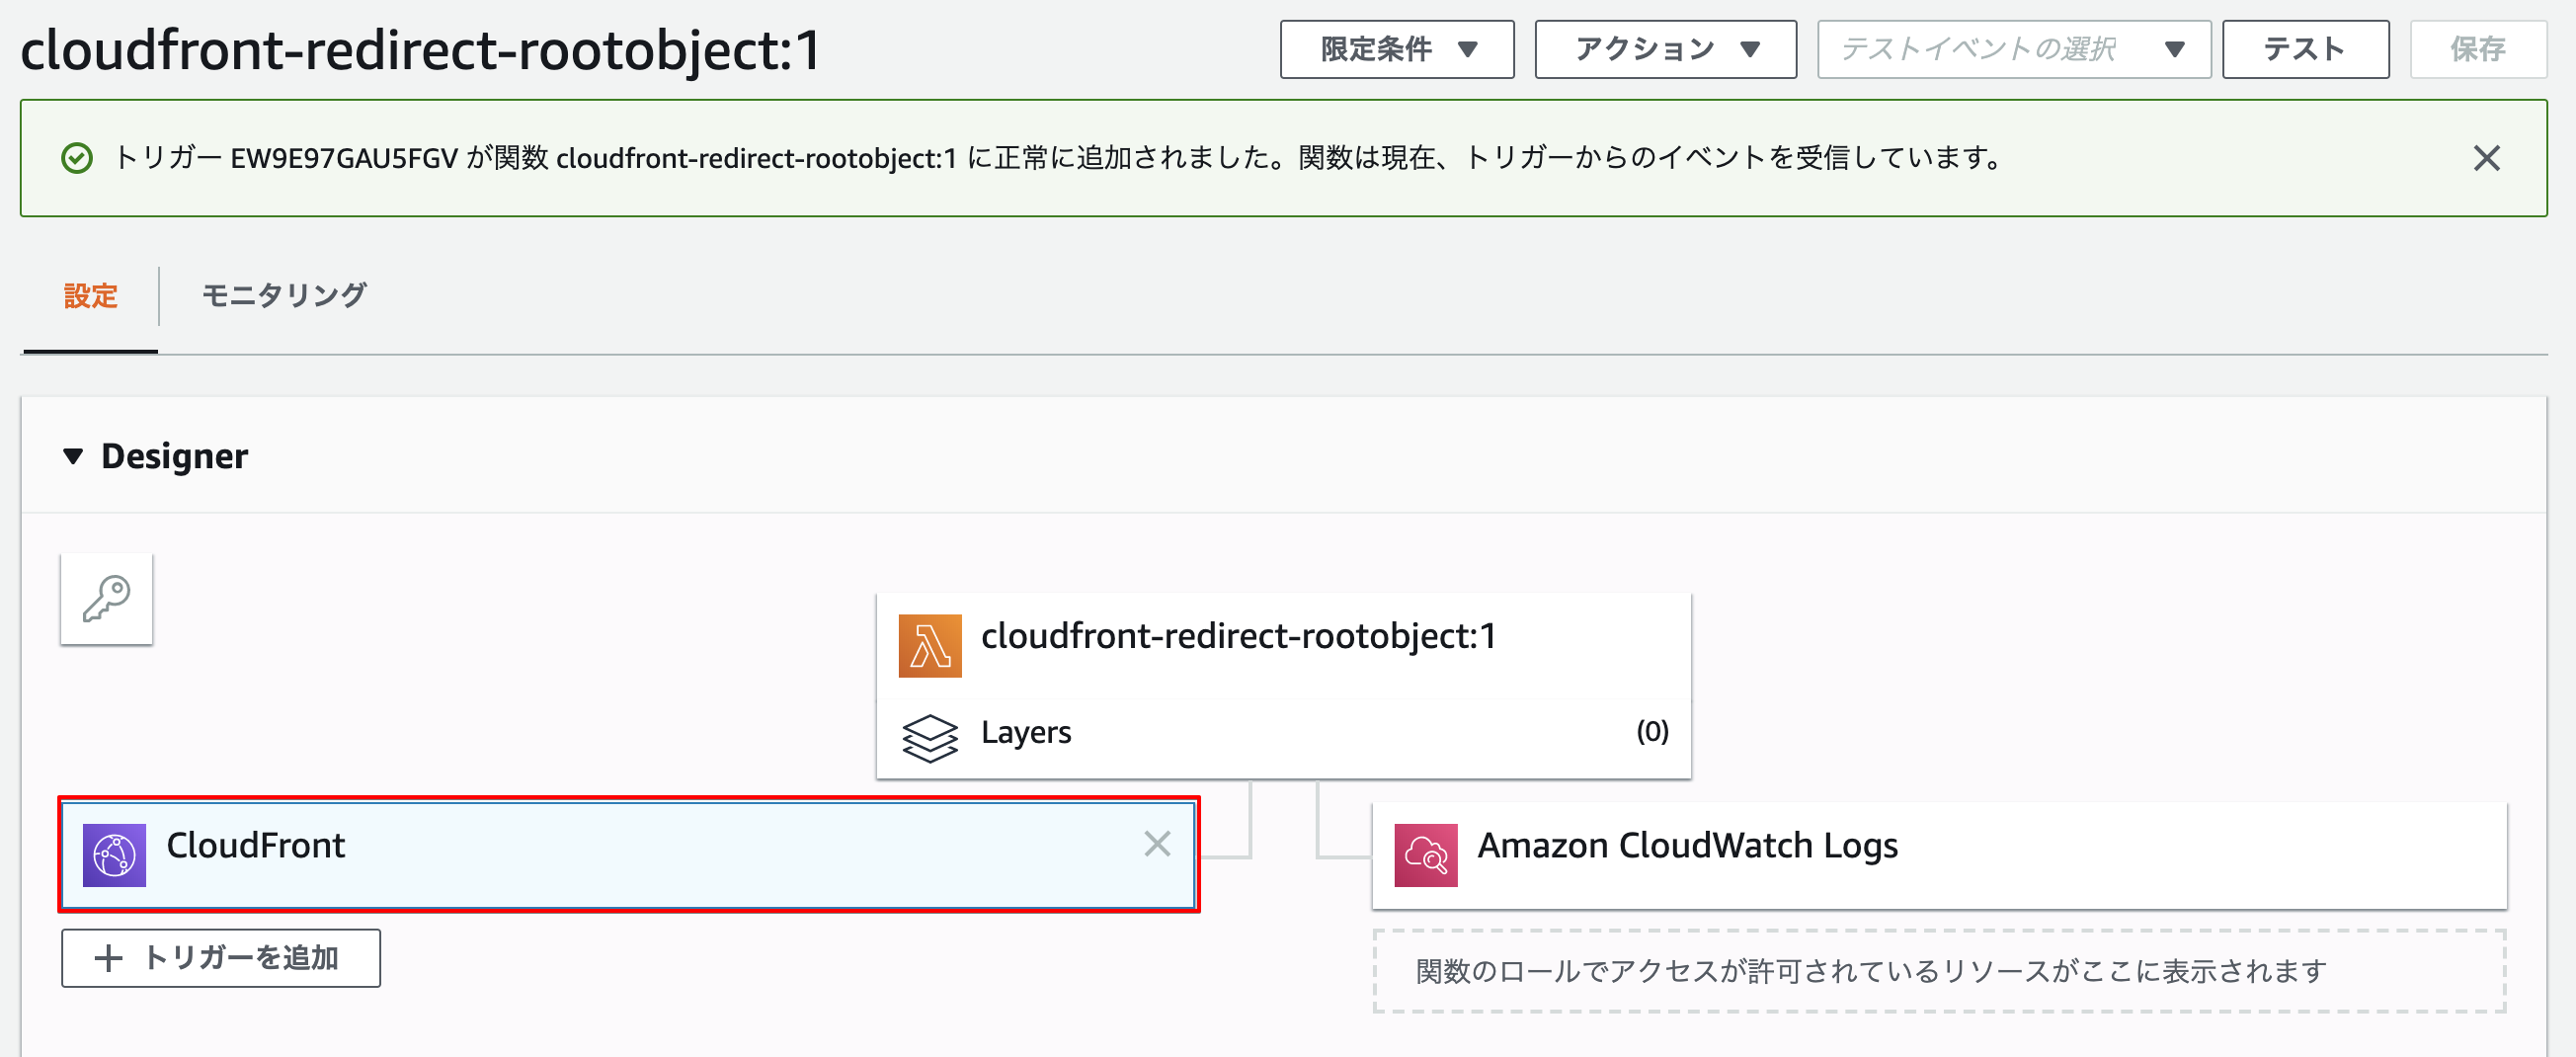 cloudfront-redirect-rootobject:1
限定条件
アクション
テストイベントの選択
テスト
保存
トリガー EW9E97GAU5FGV が関数 cloudfront-redirect-rootobject:1 に正常に追加されました。関数は現在、トリガーからのイベントを受信しています。
設定
モニタリング
Designer
cloudfront-redirect-rootobject:1
Layers (0)
CloudFront
Amazon CloudWatch Logs
トリガーを追加
関数のロールでアクセスが許可されているリソースがここに表示されます